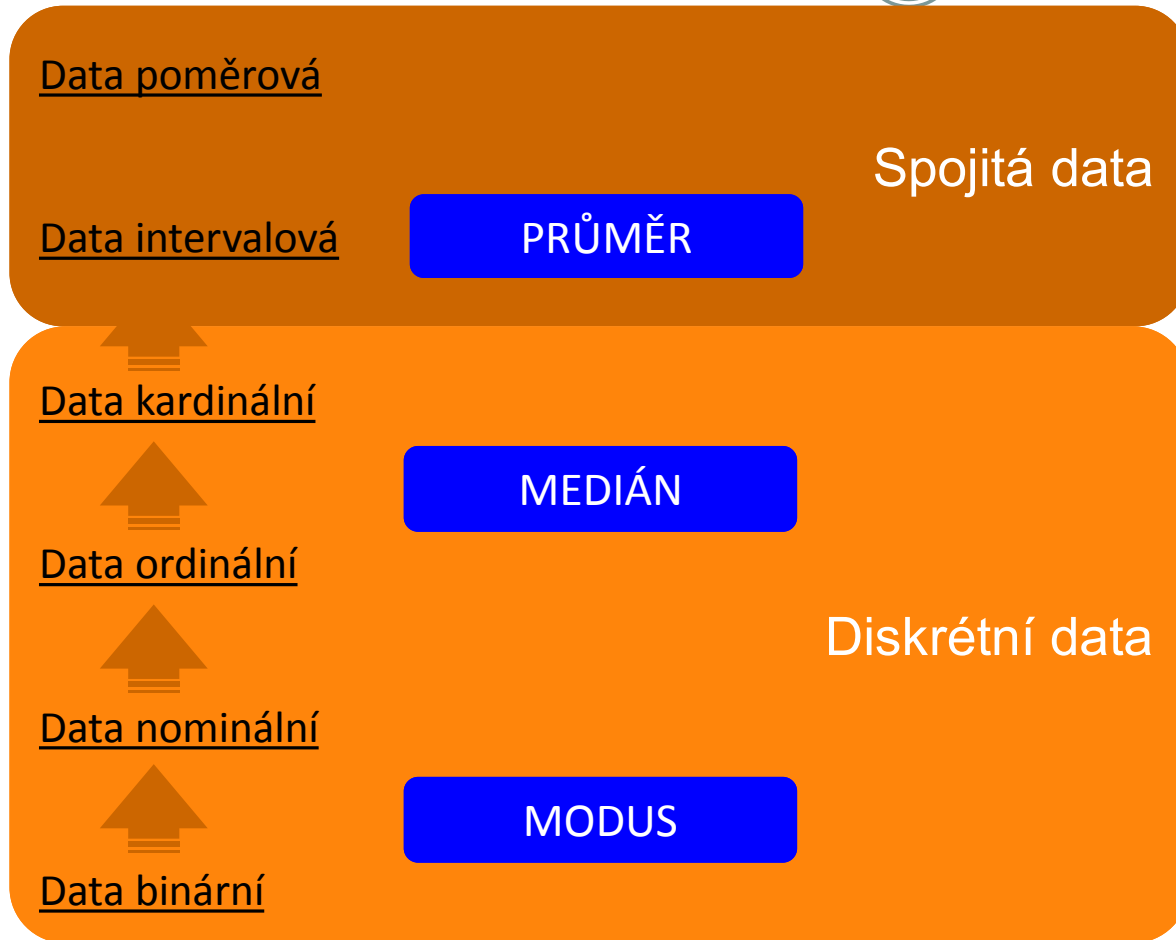 Data poměrová
Spojitá data
Data intervalová
PRŮMĚR
Data kardinální
MEDIÁN
Data ordinální
Diskrétní data
Data nominální
MODUS
Data binární